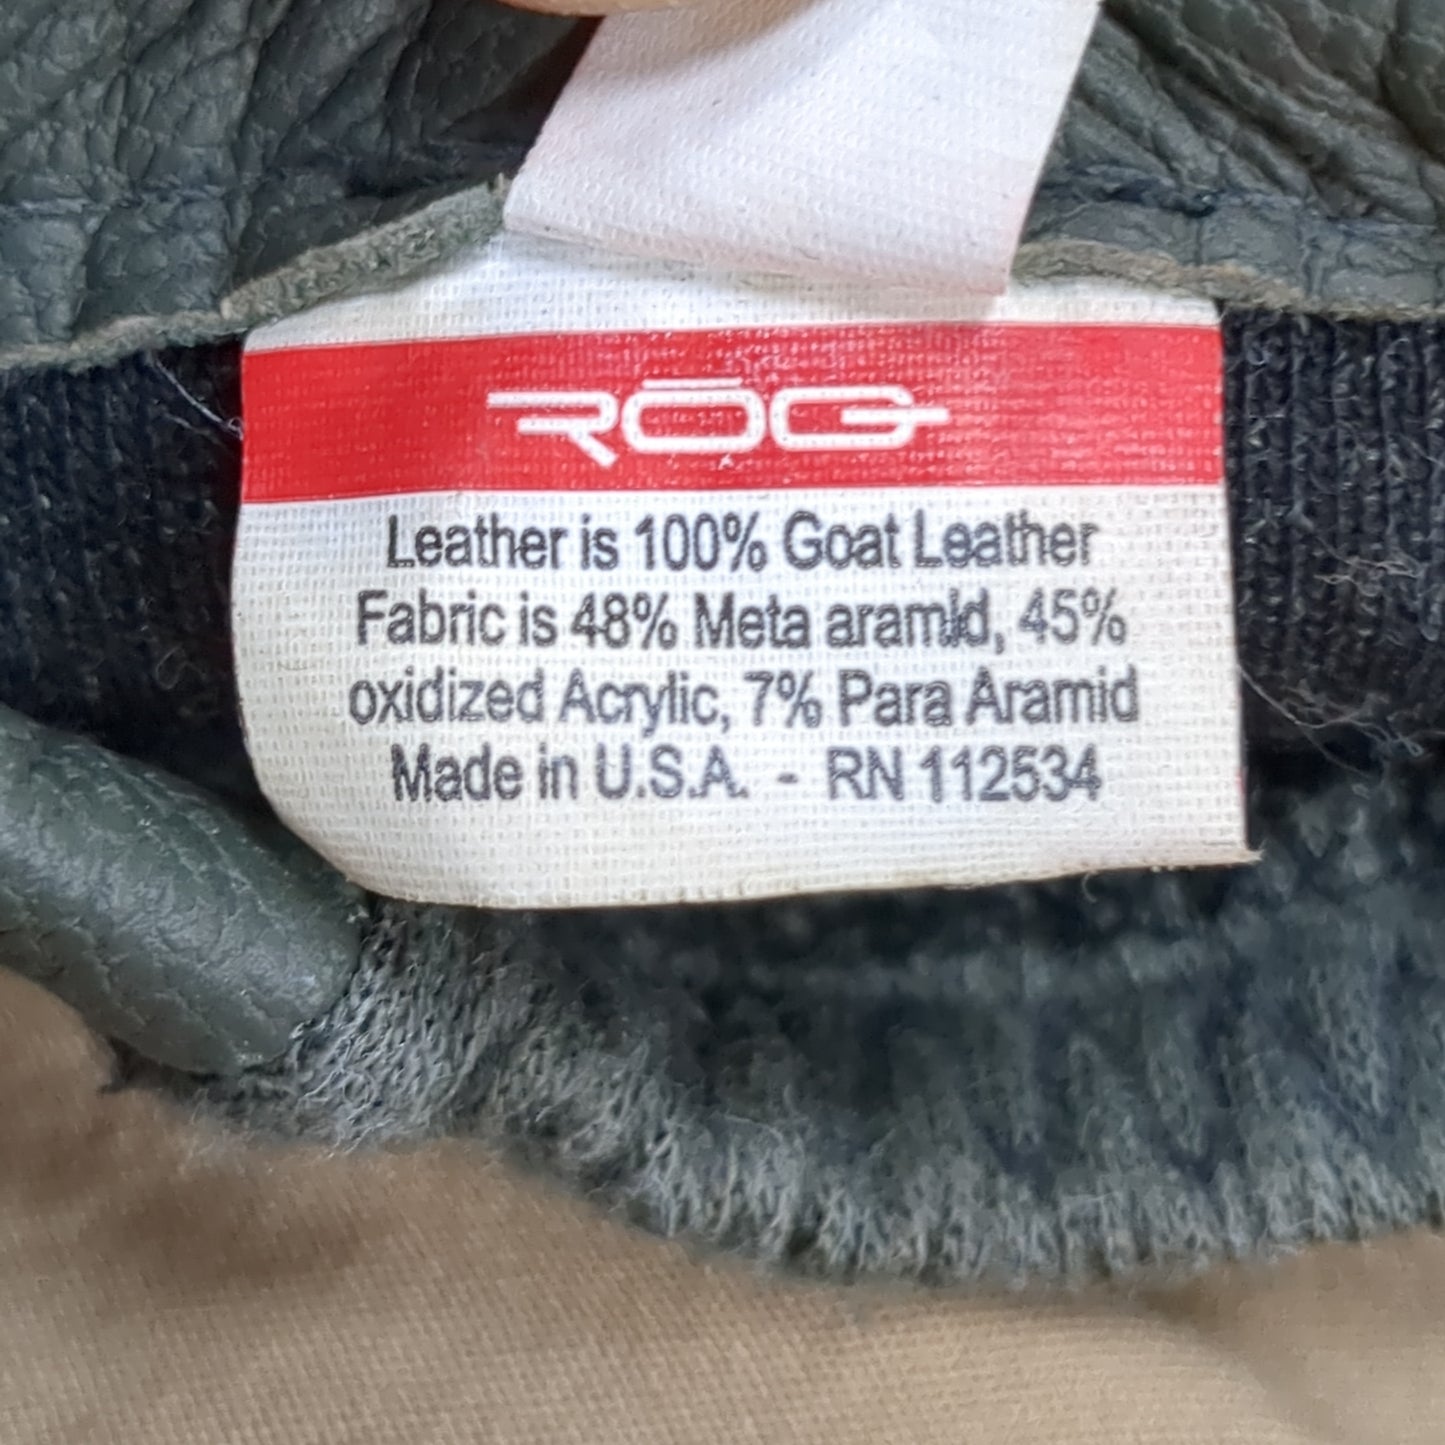 RŌG
Leather is 100% Goat Leather
Fabric is 48% Meta aramid, 45%
oxidized Acrylic, 7% Para Aramid
Made in U.S.A. - RN 112534